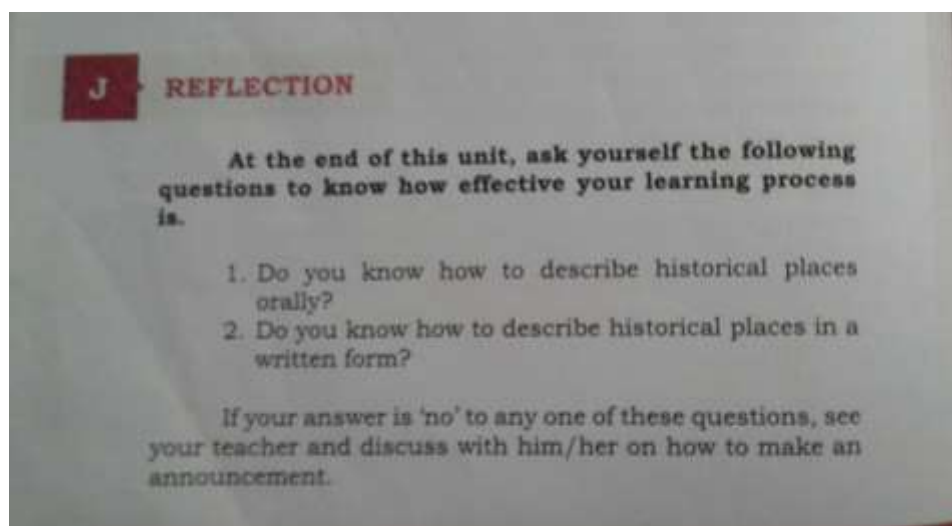 J REFLECTION
At the end of this unit, ask yourself the following
questions to know how effective your learning process
is.
1. Do you know how to describe historical places
orally?
2. Do you know how to describe historical places in a
written form?
If your answer is 'no' to any one of these questions, see
your teacher and discuss with him/her on how to make an
announcement.